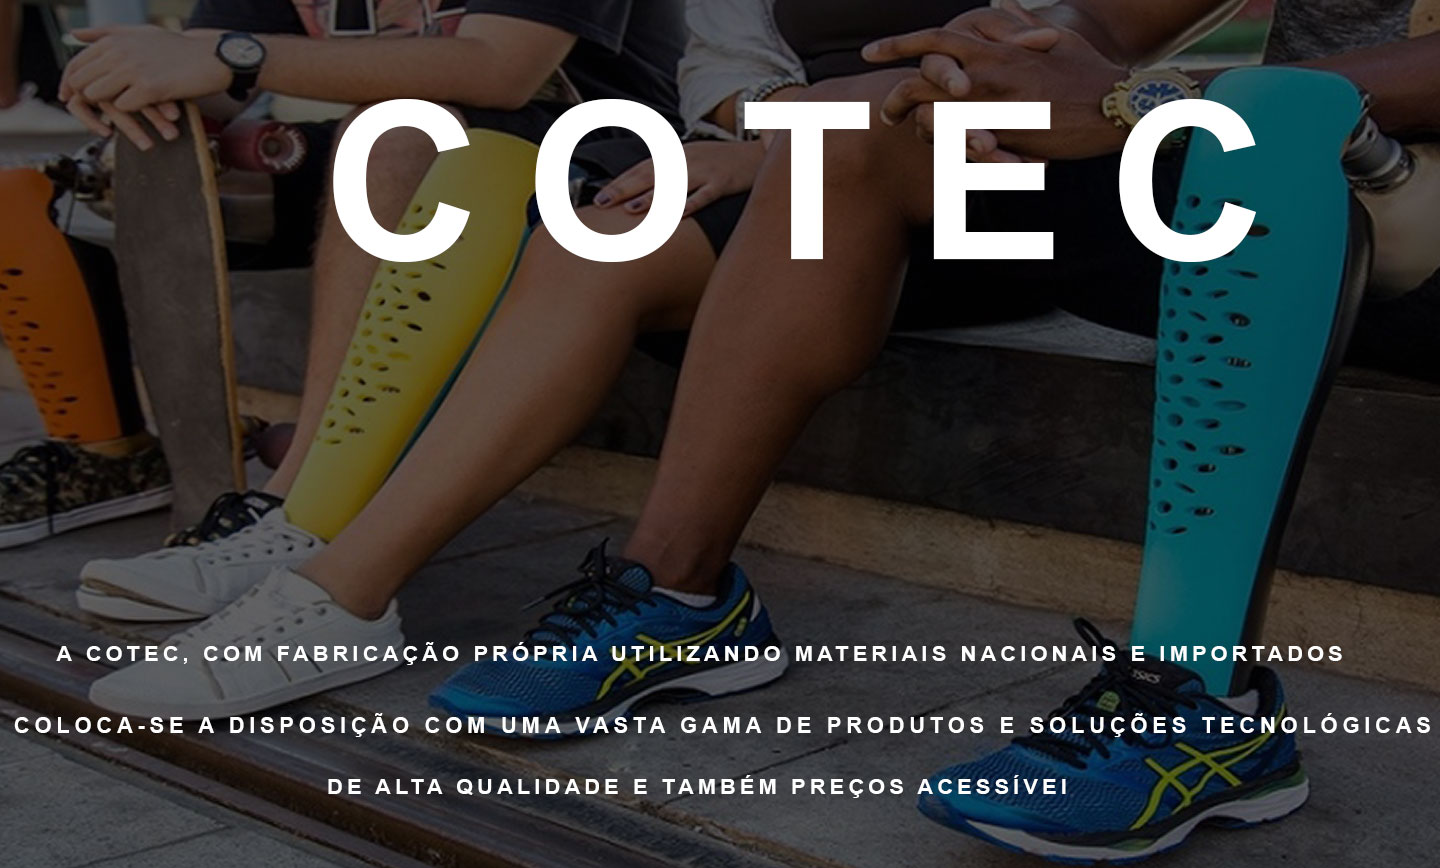 COTEC
A COTEC, COM FABRICAÇÃO PRÓPRIA UTILIZANDO MATERIAIS NACIONAIS E IMPORTADOS
COLOCA-SE A DISPOSIÇÃO COM UMA VASTA GAMA DE PRODUTOS E SOLUÇÕES TECNOLÓGICAS
DE ALTA QUALIDADE E TAMBÉM PREÇOS ACESSÍVEI
ASICS